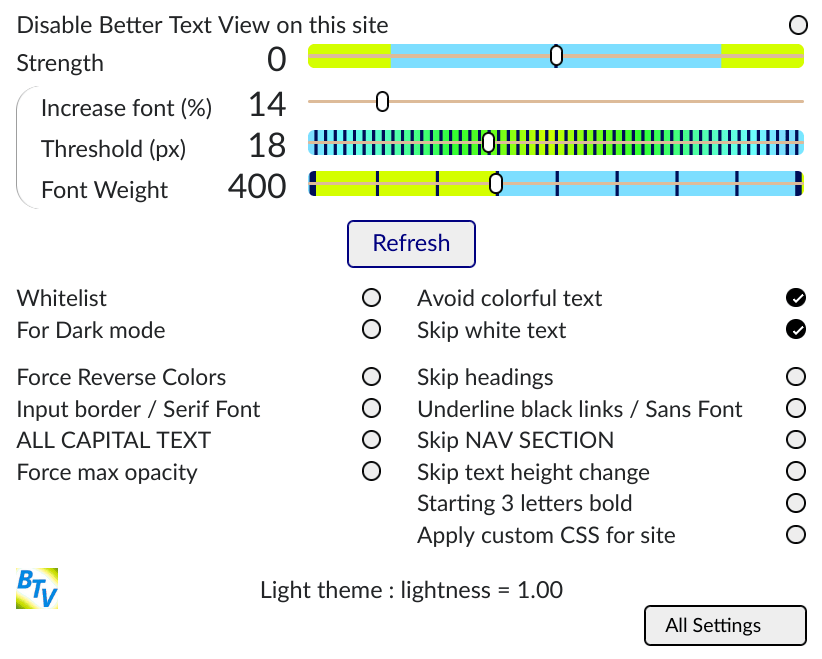 Disable Better Text View on this site
Strength 0
Increase font (%) 14
Threshold (px) 18
Font Weight 400
Refresh
Whitelist Avoid colorful text
For Dark mode Skip white text
Force Reverse Colors Skip headings
Input border / Serif Font Underline black links / Sans Font
ALL CAPITAL TEXT Skip NAV SECTION
Force max opacity Skip text height change
Starting 3 letters bold
Apply custom CSS for site
BTV Light theme : lightness = 1.00
All Settings